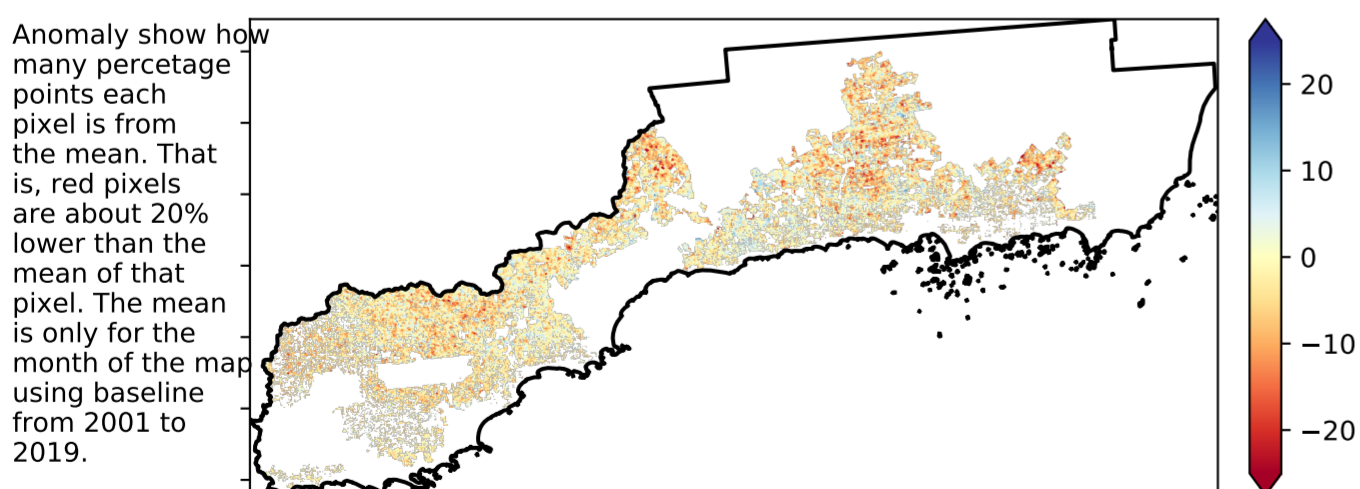 Anomaly show how
many percetage
points each
pixel is from
the mean. That
is, red pixels
are about 20%
lower than the
mean of that
pixel. The mean
is only for the
month of the map
using baseline
from 2001 to
2019.
20
10
0
−10
−20